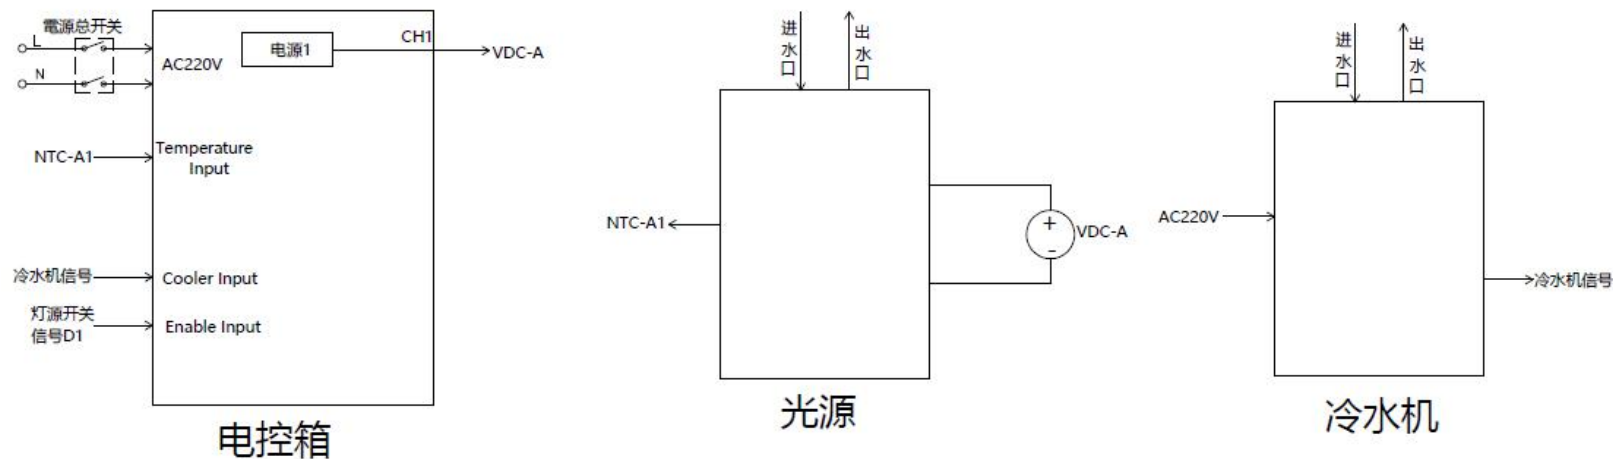 電源总开关
L
N
AC220V
电源1
CH1
VDC-A
NTC-A1
Temperature
Input
冷水机信号
Cooler Input
灯源开关
信号D1
Enable Input
电控箱
进水口
出水口
NTC-A1
+
-
VDC-A
光源
进水口
出水口
AC220V
冷水机信号
冷水机